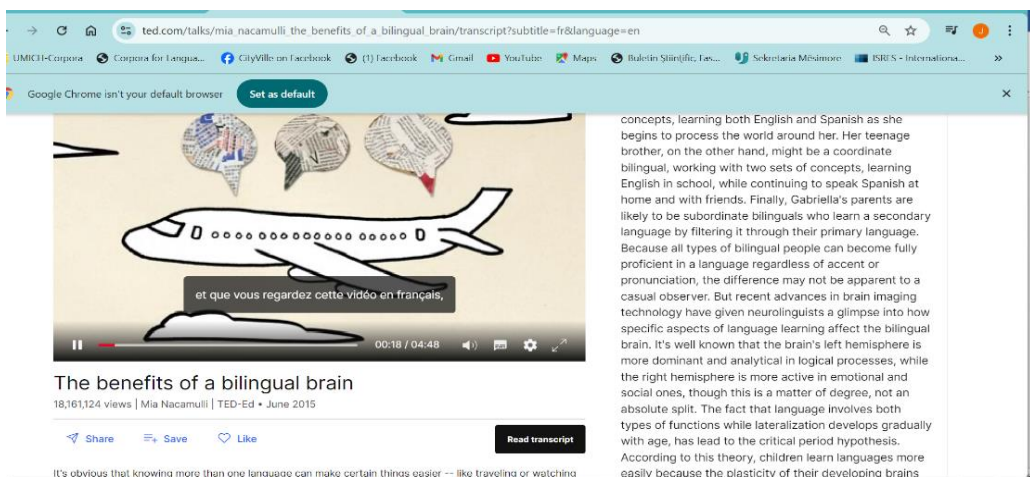 ted.com/talks/mia_nacamulli_the_benefits_of_a_bilingual_brain/transcript?subtitle=fr&language=en
UMICH-Corpora Corpora for Langua... CityVille on Facebook (1) Facebook Gmail YouTube Maps Buletin Științific, Fas... Sekretaria Mësimore ISRES - Internationa... »
Google Chrome isn't your default browser Set as default
et que vous regardez cette vidéo en français,
00:18 / 04:48
The benefits of a bilingual brain
18,161,124 views | Mia Nacamulli | TED-Ed • June 2015
Share Save Like Read transcript
It's obvious that knowing more than one language can make certain things easier -- like traveling or watching
concepts, learning both English and Spanish as she
begins to process the world around her. Her teenage
brother, on the other hand, might be a coordinate
bilingual, working with two sets of concepts, learning
English in school, while continuing to speak Spanish at
home and with friends. Finally, Gabriella's parents are
likely to be subordinate bilinguals who learn a secondary
language by filtering it through their primary language.
Because all types of bilingual people can become fully
proficient in a language regardless of accent or
pronunciation, the difference may not be apparent to a
casual observer. But recent advances in brain imaging
technology have given neurolinguists a glimpse into how
specific aspects of language learning affect the bilingual
brain. It's well known that the brain's left hemisphere is
more dominant and analytical in logical processes, while
the right hemisphere is more active in emotional and
social ones, though this is a matter of degree, not an
absolute split. The fact that language involves both
types of functions while lateralization develops gradually
with age, has lead to the critical period hypothesis.
According to this theory, children learn languages more
easily because the plasticity of their developing brains